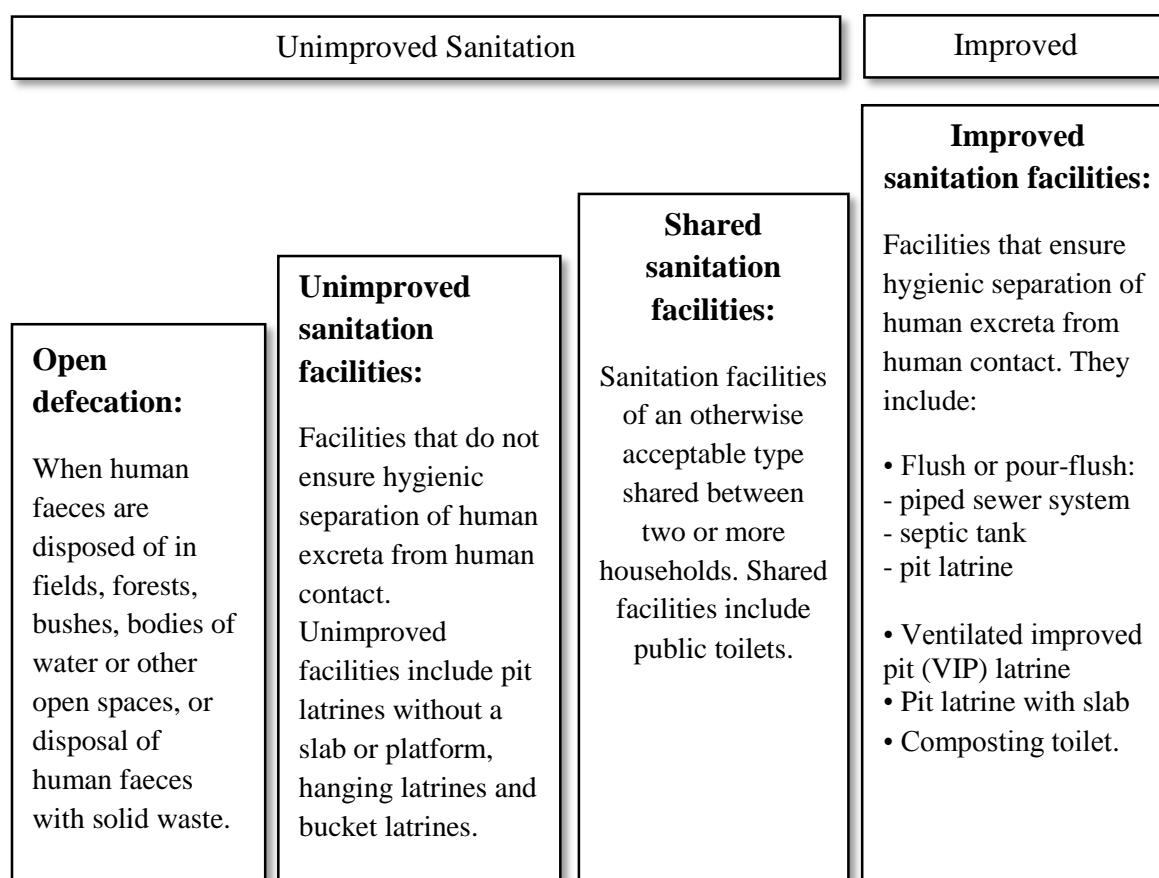 Unimproved Sanitation
Improved
Open
defecation:
When human
faeces are
disposed of in
fields, forests,
bushes, bodies of
water or other
open spaces, or
disposal of
human faeces
with solid waste.
Unimproved
sanitation
facilities:
Facilities that do not
ensure hygienic
separation of human
excreta from human
contact.
Unimproved
facilities include pit
latrines without a
slab or platform,
hanging latrines and
bucket latrines.
Shared
sanitation
facilities:
Sanitation facilities
of an otherwise
acceptable type
shared between
two or more
households. Shared
facilities include
public toilets.
Improved
sanitation facilities:
Facilities that ensure
hygienic separation of
human excreta from
human contact. They
include:
• Flush or pour-flush:
- piped sewer system
- septic tank
- pit latrine
• Ventilated improved
pit (VIP) latrine
• Pit latrine with slab
• Composting toilet.